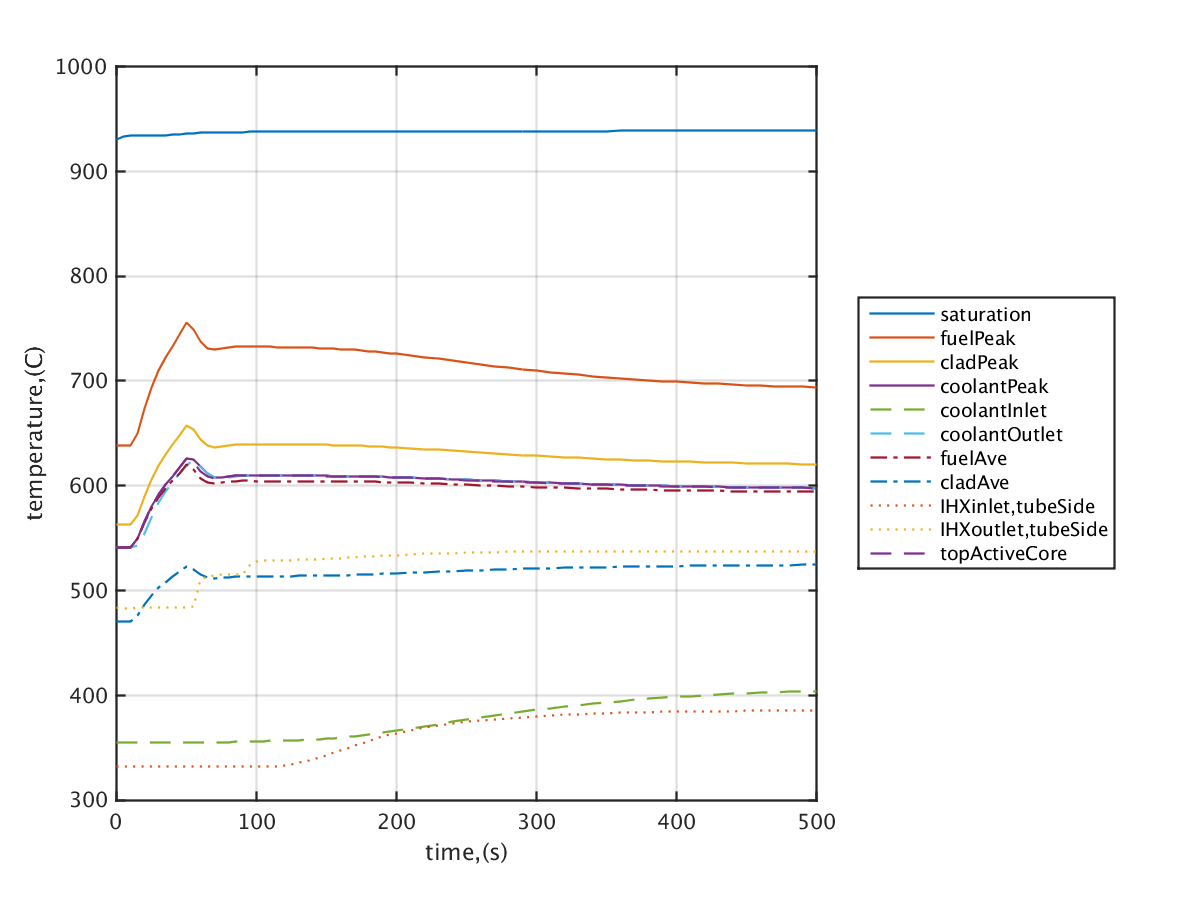 1000
900
800
700
600
500
400
300
0 100 200 300 400 500
temperature,(C)
time,(s)
saturation
fuelPeak
cladPeak
coolantPeak
coolantInlet
coolantOutlet
fuelAve
cladAve
IHXinlet,tubeSide
IHXoutlet,tubeSide
topActiveCore